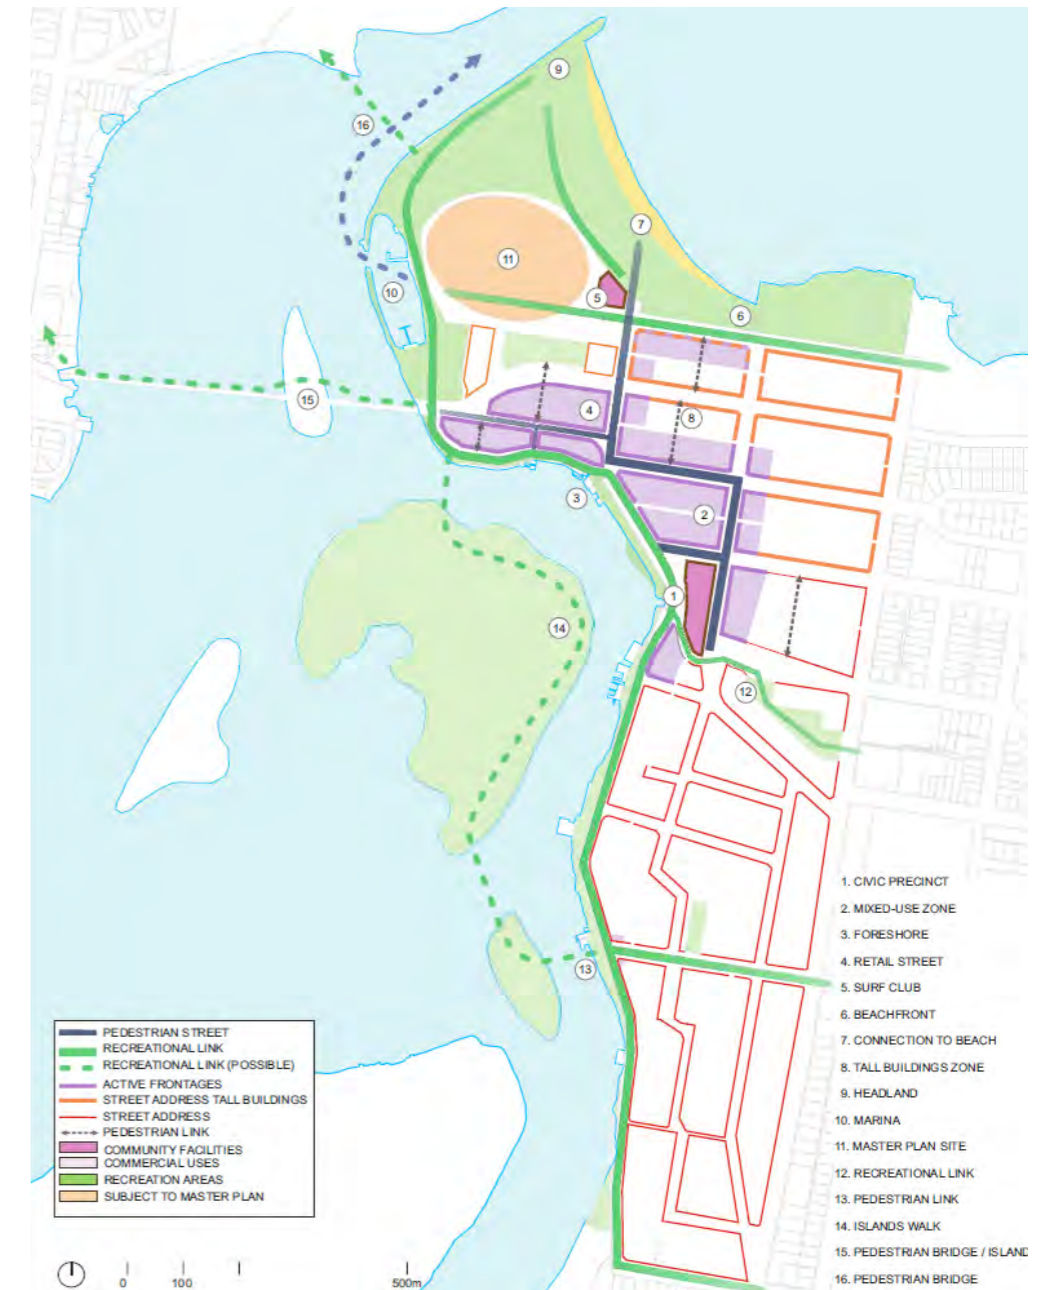 16
9
7
11
5
10
6
15
4
8
3
2
1
14
12
13
1. CIVIC PRECINCT
2. MIXED-USE ZONE
3. FORESHORE
4. RETAIL STREET
5. SURF CLUB
6. BEACHFRONT
7. CONNECTION TO BEACH
8. TALL BUILDINGS ZONE
9. HEADLAND
10. MARINA
11. MASTER PLAN SITE
12. RECREATIONAL LINK
13. PEDESTRIAN LINK
14. ISLANDS WALK
15. PEDESTRIAN BRIDGE / ISLAND
16. PEDESTRIAN BRIDGE
PEDESTRIAN STREET
RECREATIONAL LINK
RECREATIONAL LINK (POSSIBLE)
ACTIVE FRONTAGES
STREET ADDRESS TALL BUILDINGS
STREET ADDRESS
PEDESTRIAN LINK
COMMUNITY FACILITIES
COMMERCIAL USES
RECREATION AREAS
SUBJECT TO MASTER PLAN
0 100 500m